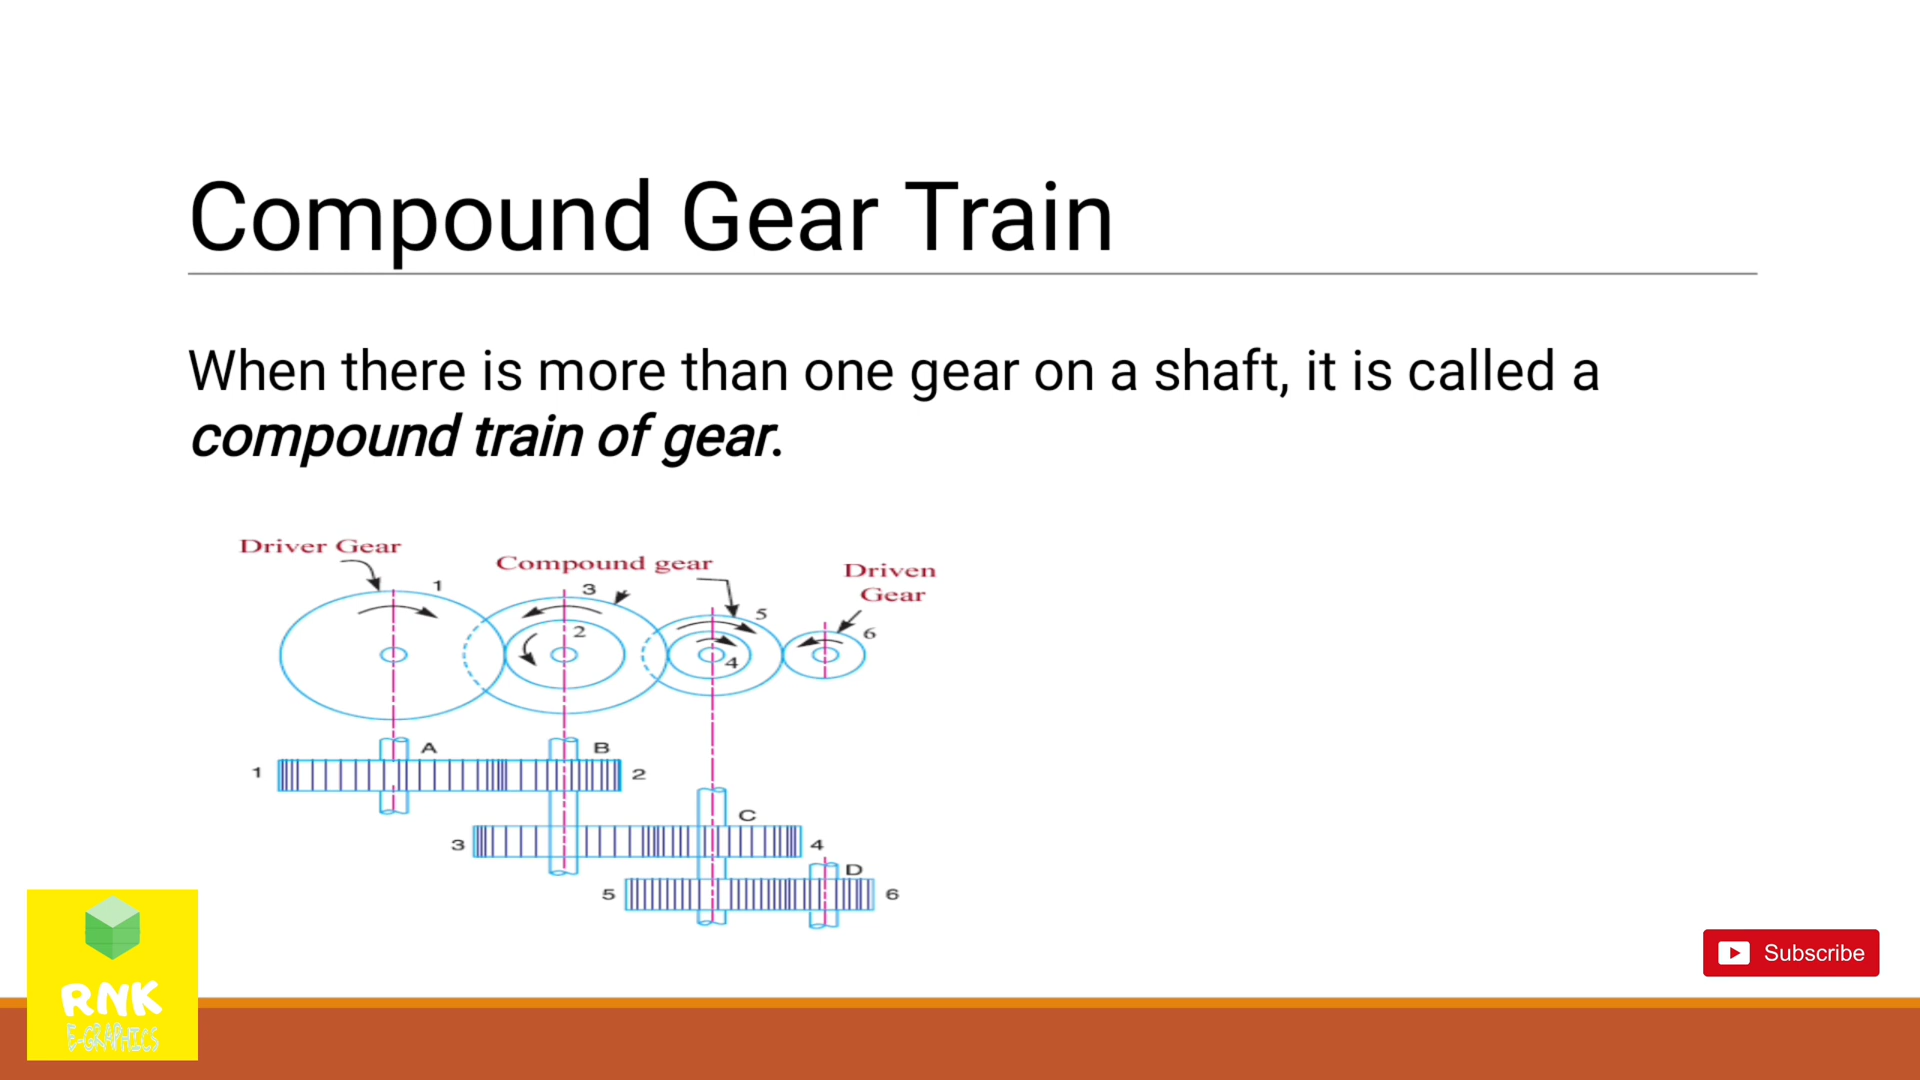 Compound Gear Train
When there is more than one gear on a shaft, it is called a
compound train of gear.
Driver Gear
Compound gear
Driven
Gear
1
3
2
5
4
6
A
B
1
2
C
3
4
D
5
6
RNK
E-GRAPHICS
Subscribe